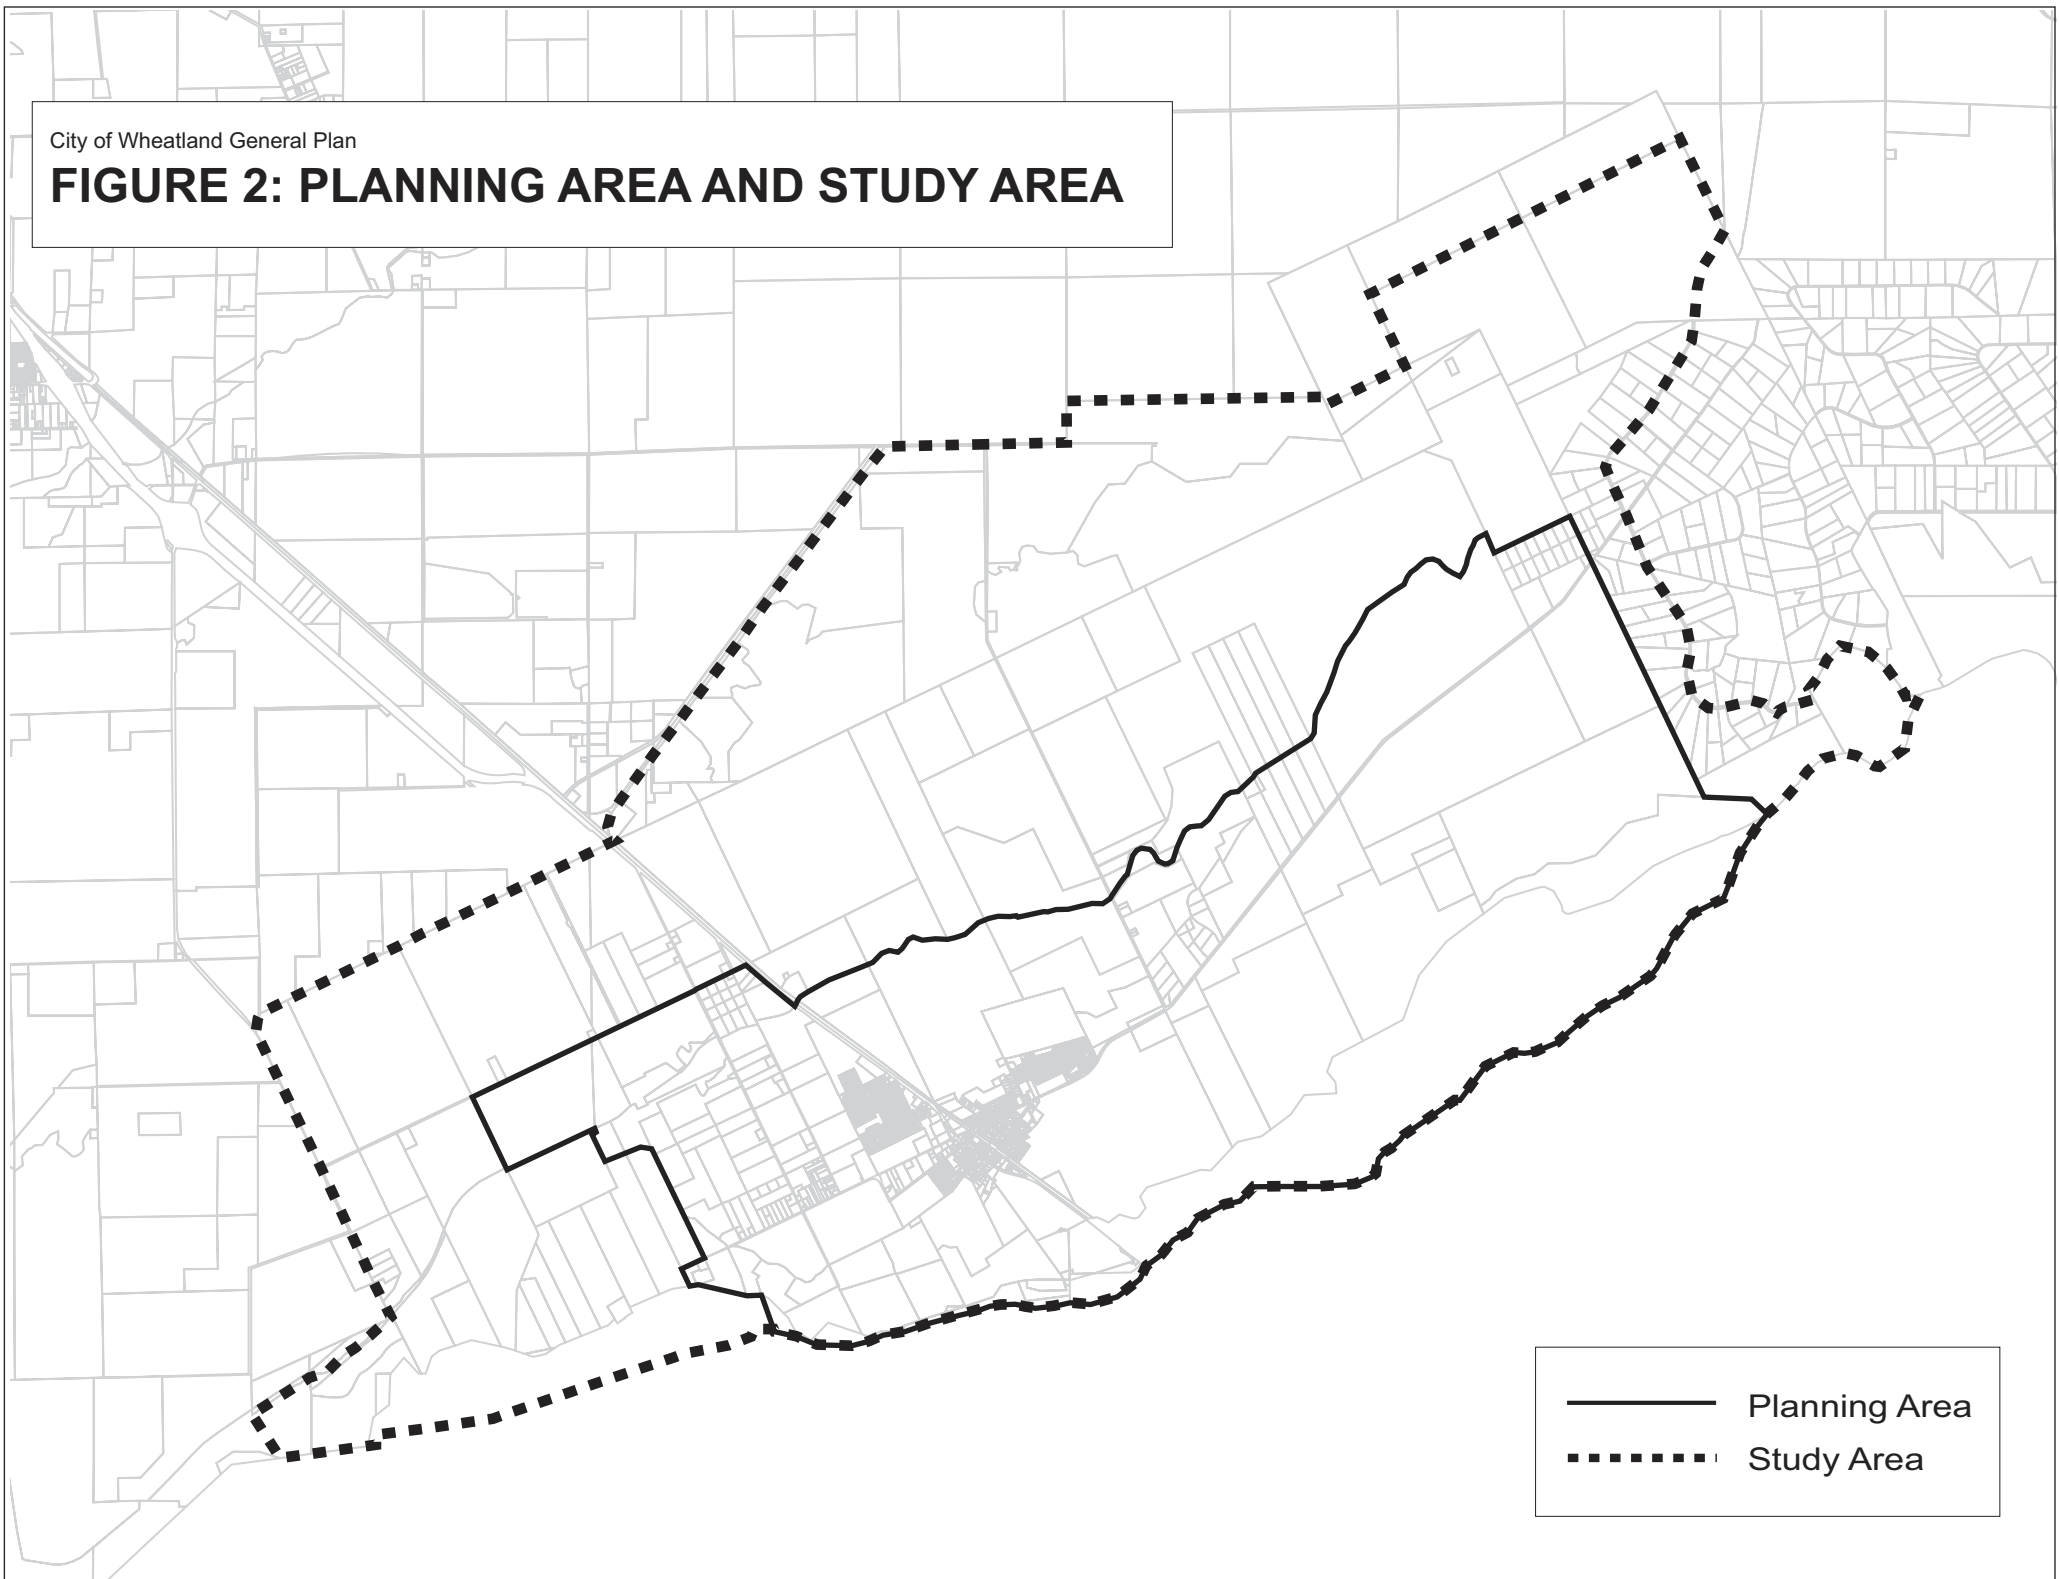 City of Wheatland General Plan
FIGURE 2: PLANNING AREA AND STUDY AREA
Planning Area
Study Area